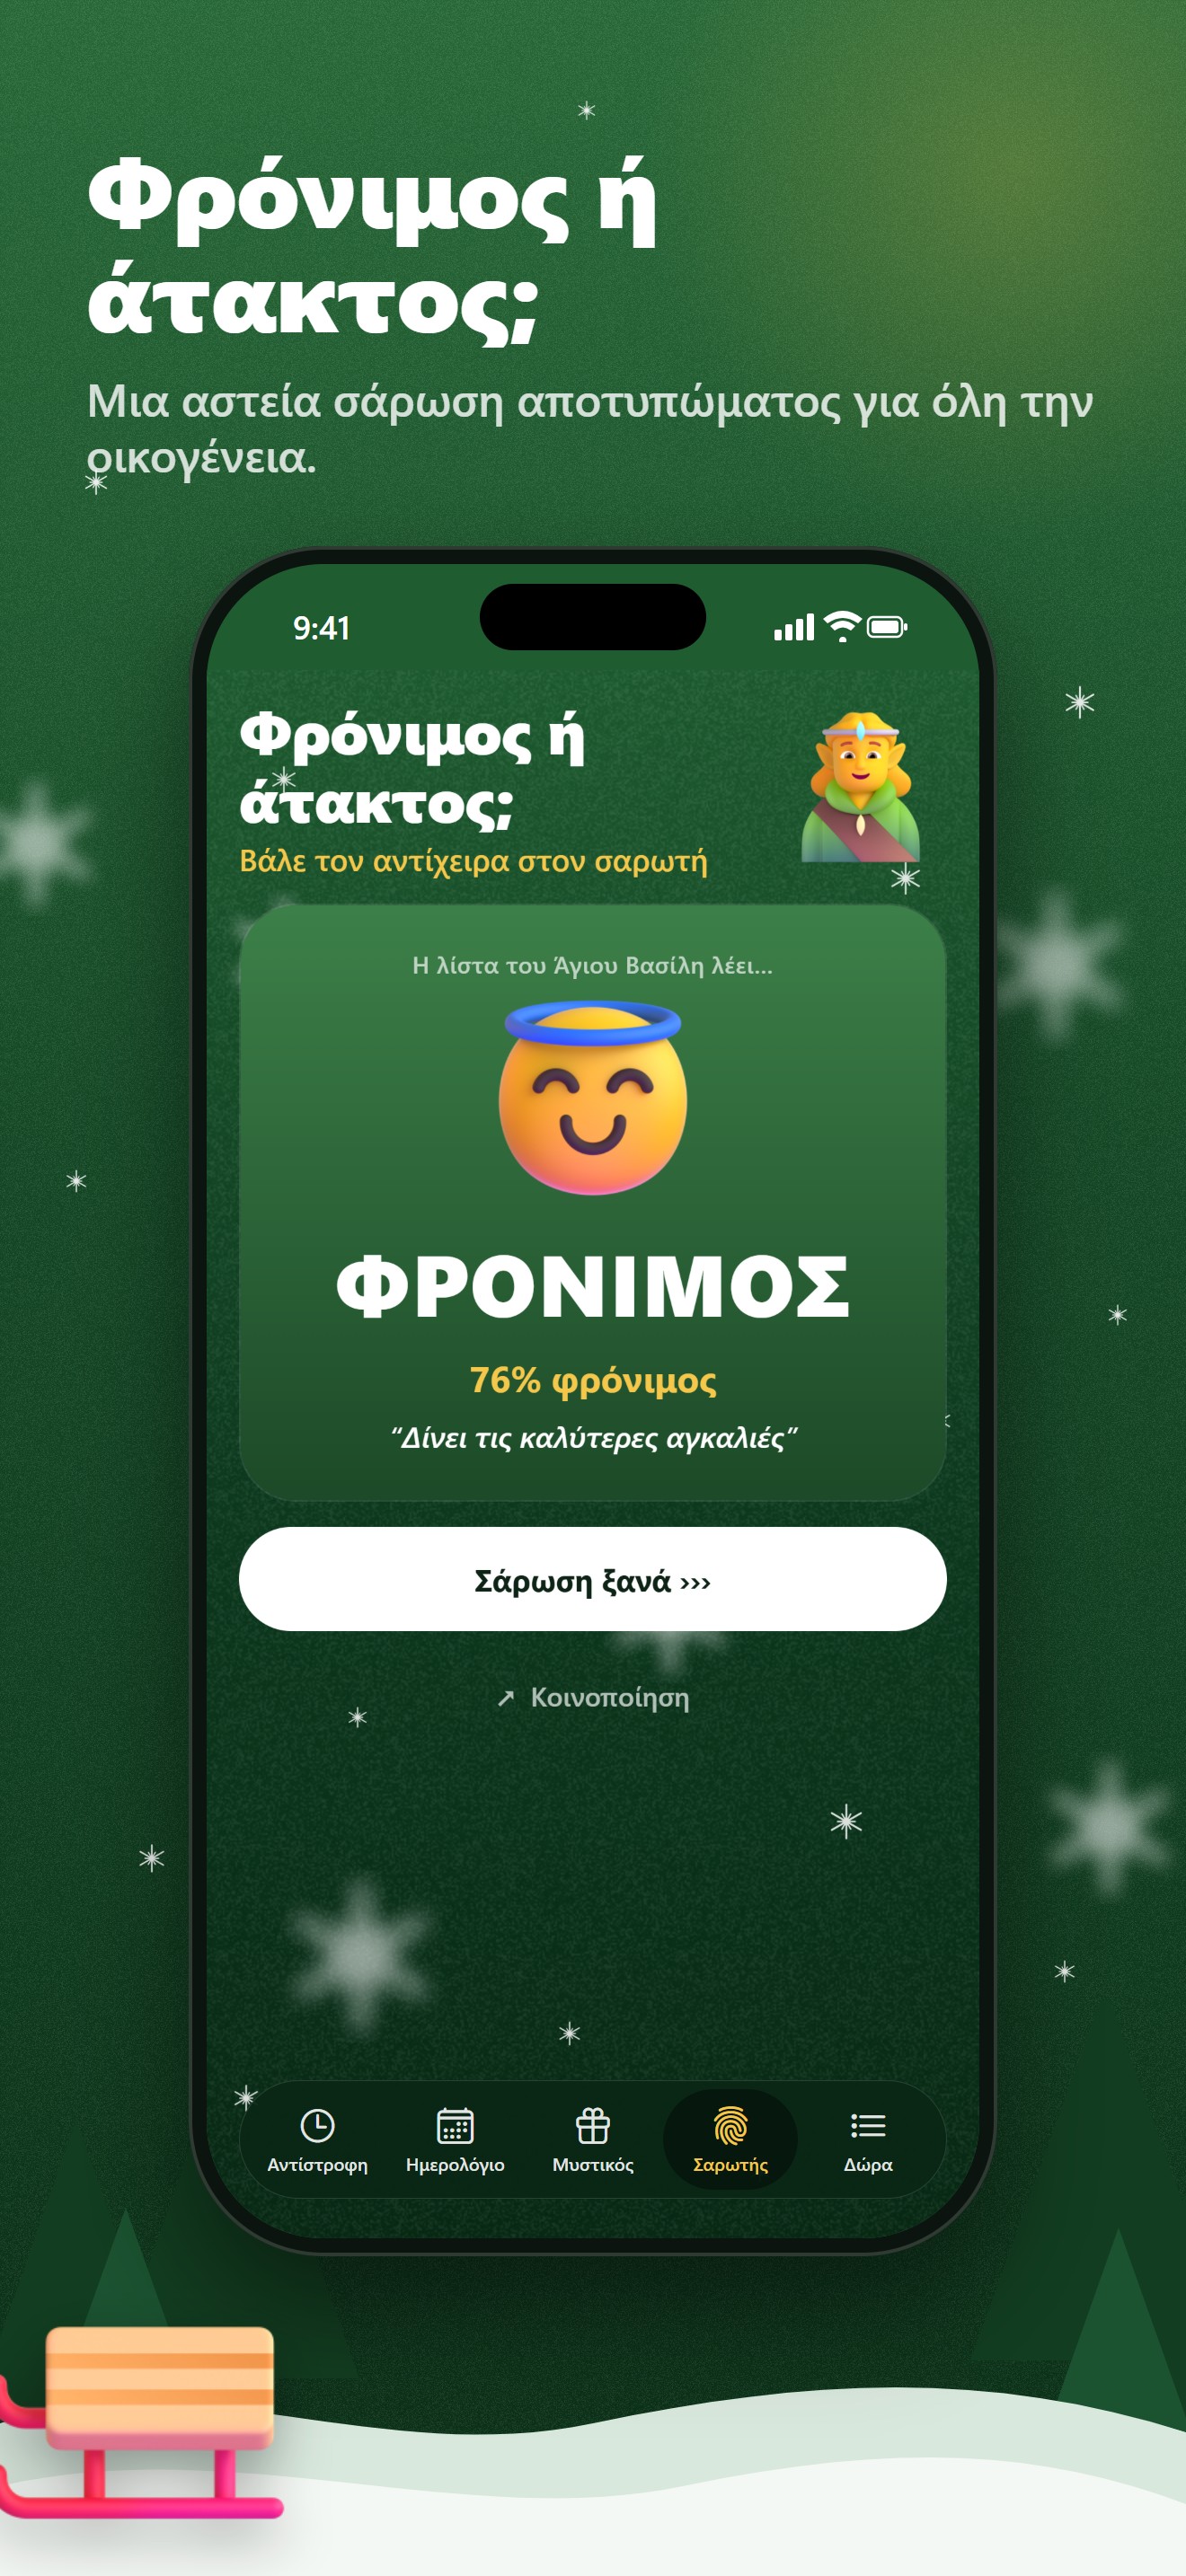 Φρόνιμος ή
άτακτος;
Μια αστεία σάρωση αποτυπώματος για όλη την
οικογένεια.
9:41
Φρόνιμος ή
άτακτος;
Βάλε τον αντίχειρα στον σαρωτή
Η λίστα του Άγιου Βασίλη λέει...
ΦΡΟΝΙΜΟΣ
76% φρόνιμος
“Δίνει τις καλύτερες αγκαλιές”
Σάρωση ξανά ›››
↗ Κοινοποίηση
Αντίστροφη Ημερολόγιο Μυστικός Σαρωτής Δώρα